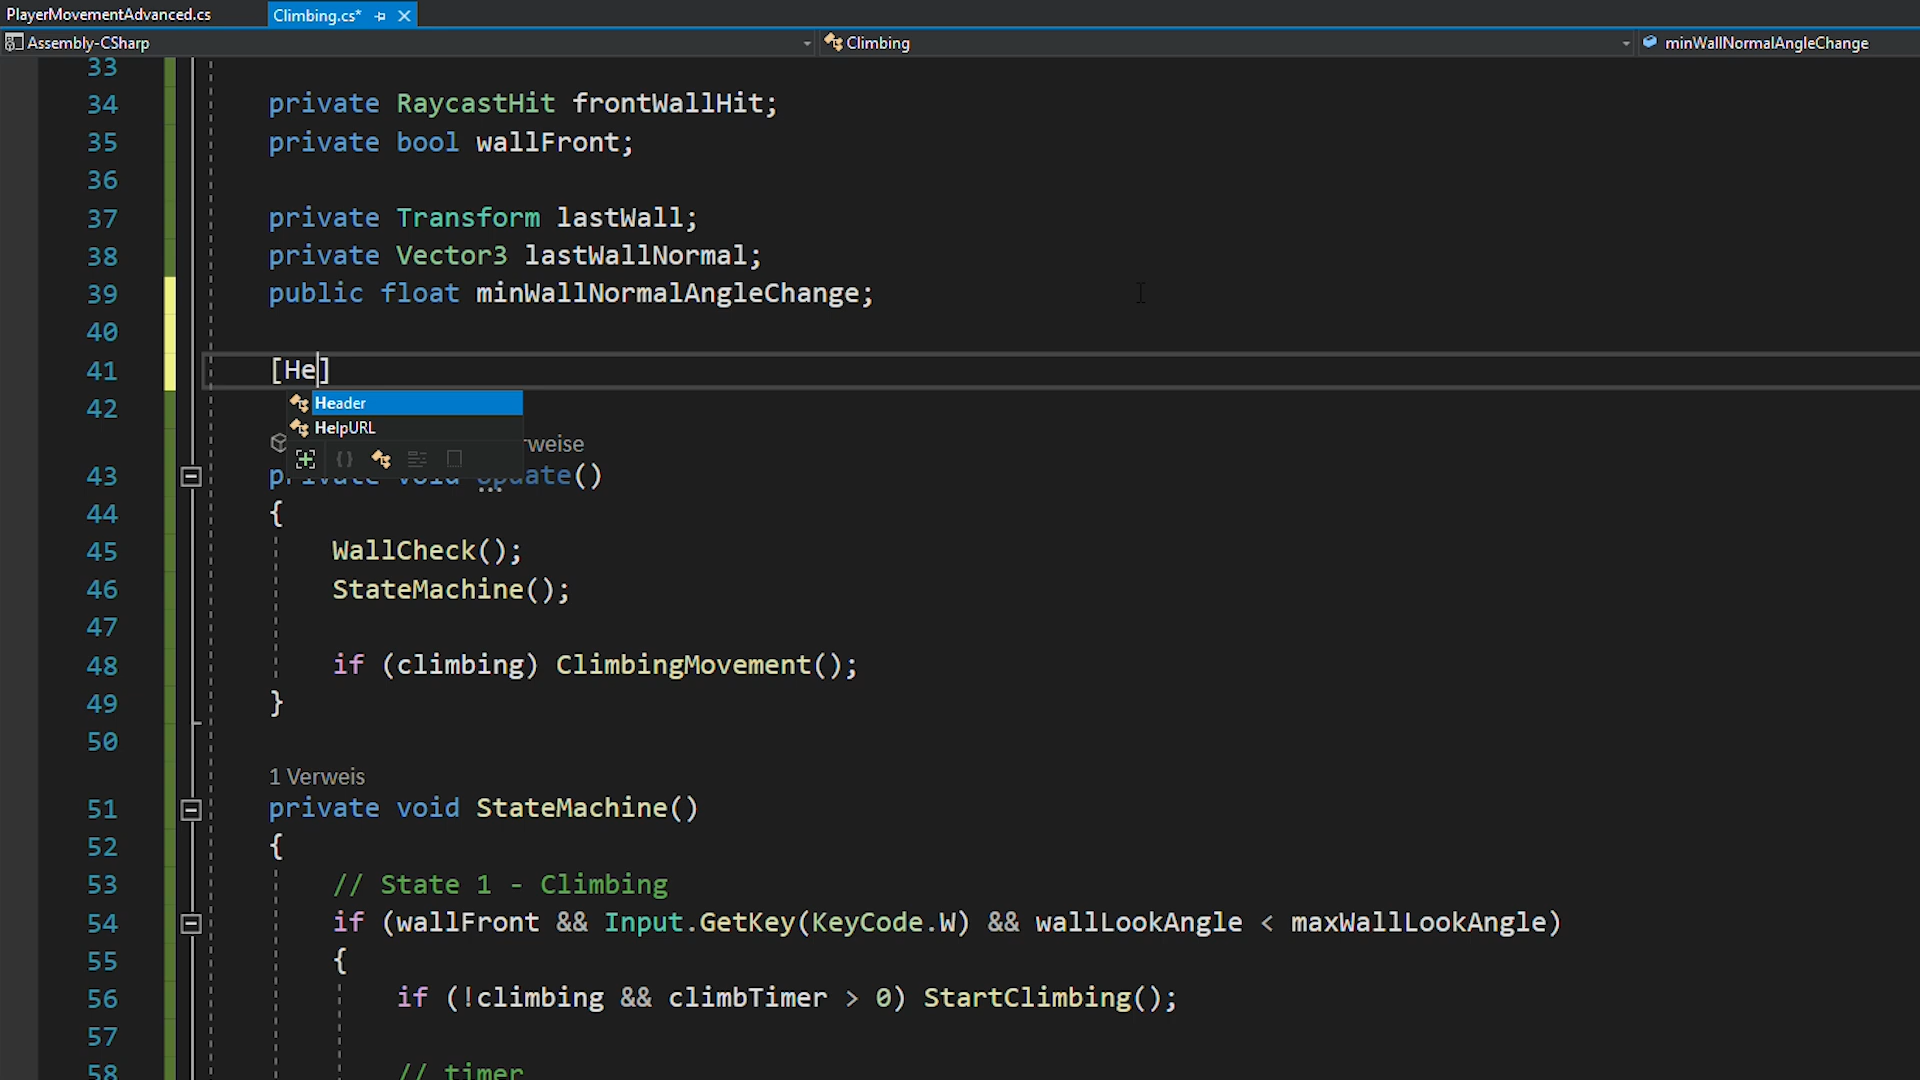 PlayerMovementAdvanced.cs
Climbing.cs*
Assembly-CSharp
Climbing
minWallNormalAngleChange
33
34 private RaycastHit frontWallHit;
35 private bool wallFront;
36
37 private Transform lastWall;
38 private Vector3 lastWallNormal;
39 public float minWallNormalAngleChange;
40
41 [He]
Header
42
HelpURL
rweise
43 private void Update()
44 {
45 WallCheck();
46 StateMachine();
47
48 if (climbing) ClimbingMovement();
49 }
50
1 Verweis
51 private void StateMachine()
52 {
53 // State 1 - Climbing
54 if (wallFront && Input.GetKey(KeyCode.W) && wallLookAngle < maxWallLookAngle)
55 {
56 if (!climbing && climbTimer > 0) StartClimbing();
57
58 // timer